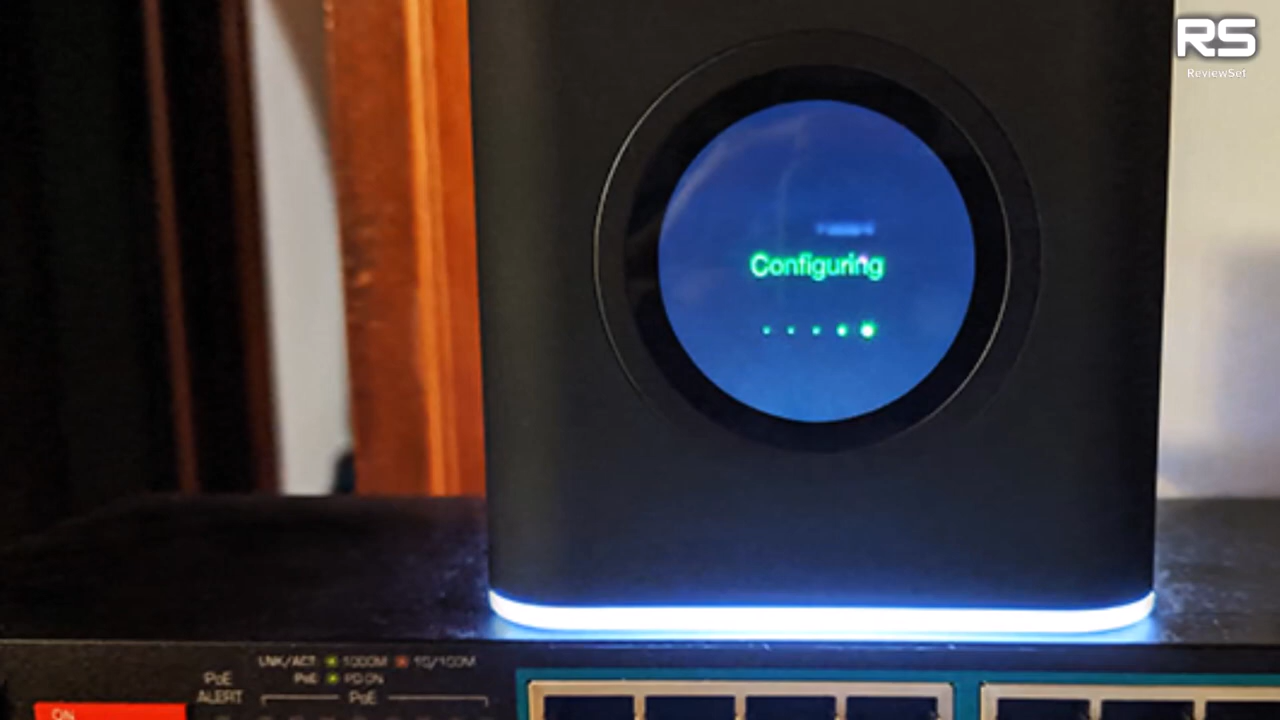 RS
ReviewSet
Configuring
LNK/ACT 1000M 10/100M
PoE PD ON
PoE
ALERT
PoE
ON